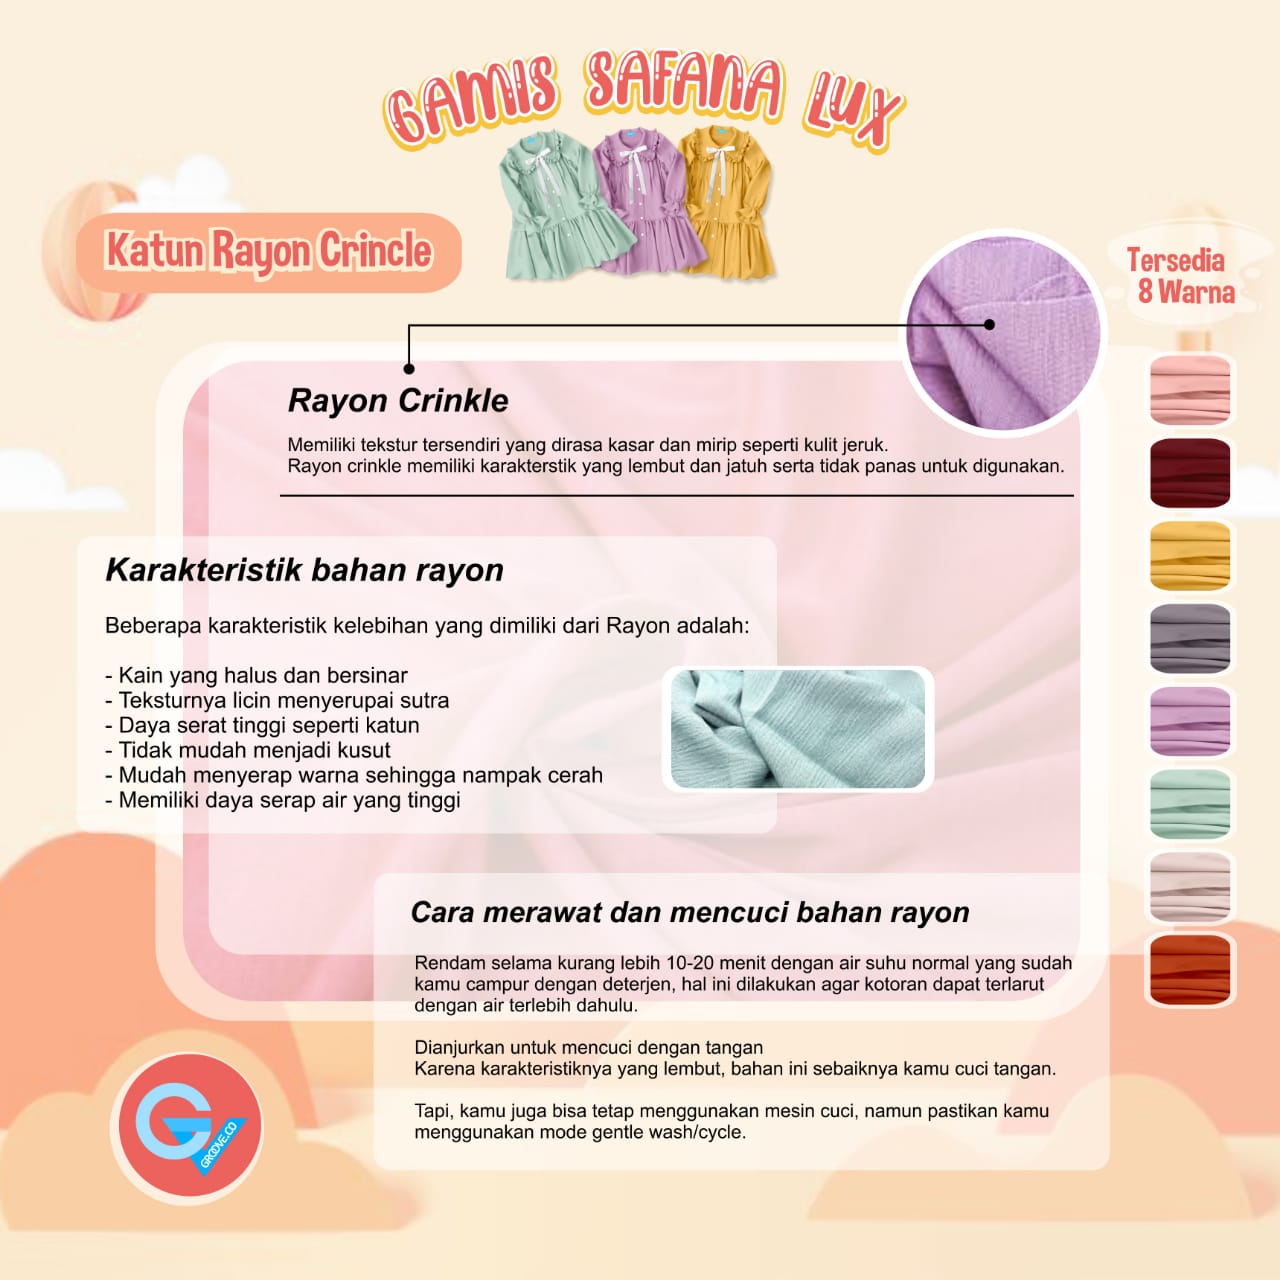 GAMIS SAFANA LUX
Katun Rayon Crincle
Tersedia
8 Warna
Rayon Crinkle
Memiliki tekstur tersendiri yang dirasa kasar dan mirip seperti kulit jeruk.
Rayon crinkle memiliki karakterstik yang lembut dan jatuh serta tidak panas untuk digunakan.
Karakteristik bahan rayon
Beberapa karakteristik kelebihan yang dimiliki dari Rayon adalah:
- Kain yang halus dan bersinar
- Teksturnya licin menyerupai sutra
- Daya serat tinggi seperti katun
- Tidak mudah menjadi kusut
- Mudah menyerap warna sehingga nampak cerah
- Memiliki daya serap air yang tinggi
Cara merawat dan mencuci bahan rayon
Rendam selama kurang lebih 10-20 menit dengan air suhu normal yang sudah
kamu campur dengan deterjen, hal ini dilakukan agar kotoran dapat terlarut
dengan air terlebih dahulu.
Dianjurkan untuk mencuci dengan tangan
Karena karakteristiknya yang lembut, bahan ini sebaiknya kamu cuci tangan.
Tapi, kamu juga bisa tetap menggunakan mesin cuci, namun pastikan kamu
menggunakan mode gentle wash/cycle.
GROOVE.CO